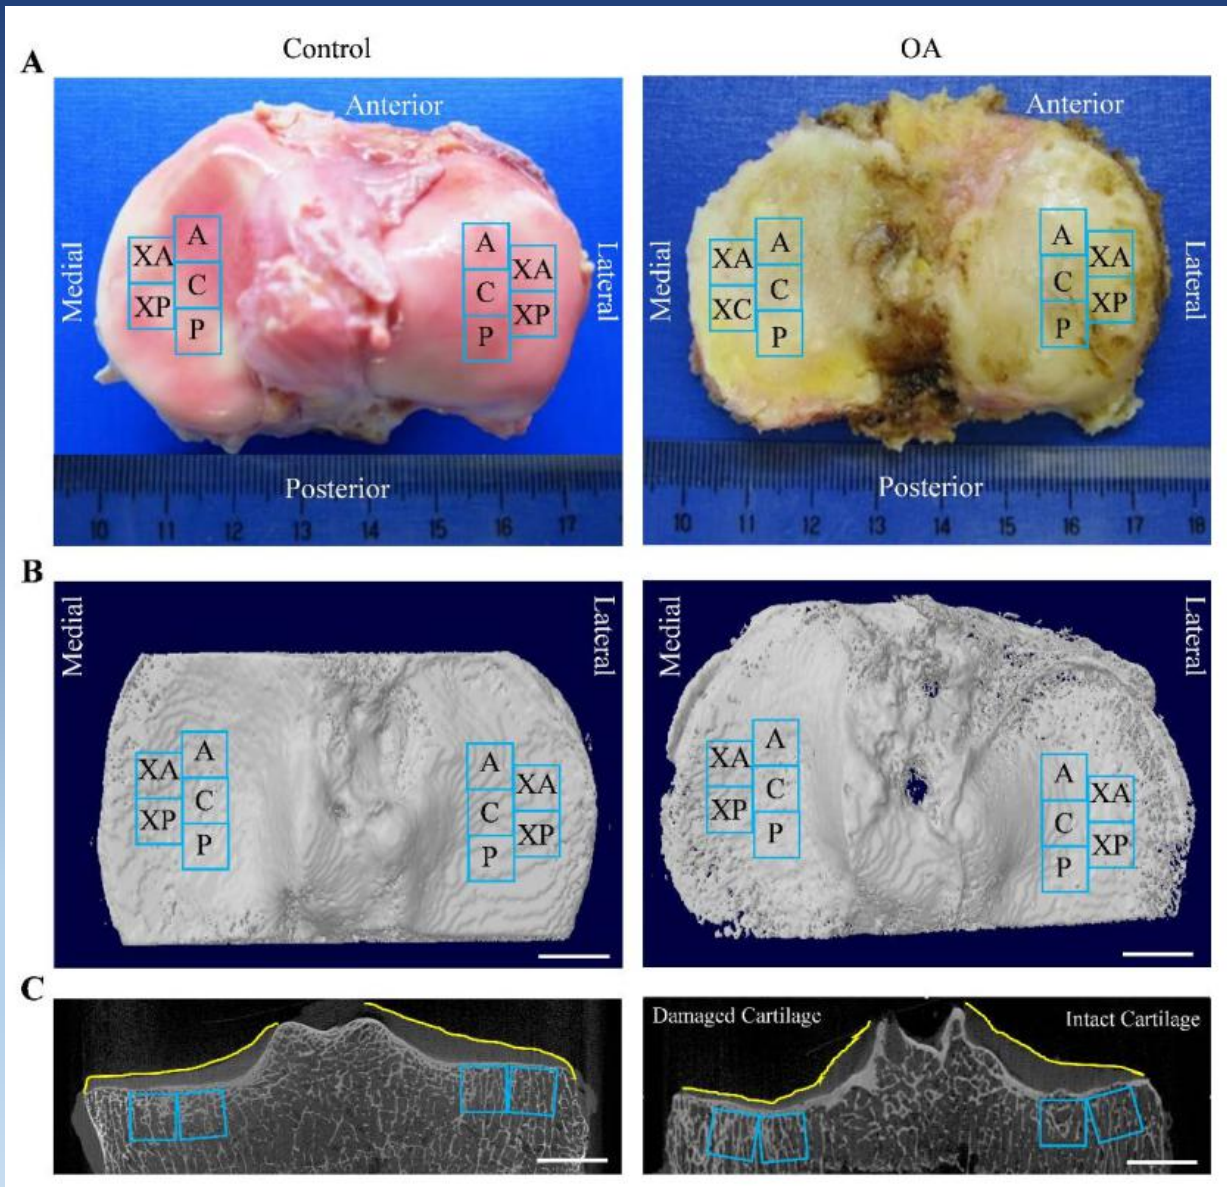 Control
OA
A
Anterior
Anterior
Medial
Lateral
Medial
Lateral
A
XA
C
XP
P
A
XA
C
XP
P
A
XA
C
XC
P
A
XA
C
XP
P
Posterior
Posterior
10 11 12 13 14 15 16 17
10 11 12 13 14 15 16 17 18
B
Medial
Lateral
Medial
Lateral
A
XA
C
XP
P
A
XA
C
XP
P
A
XA
C
XP
P
A
XA
C
XP
P
C
Damaged Cartilage
Intact Cartilage